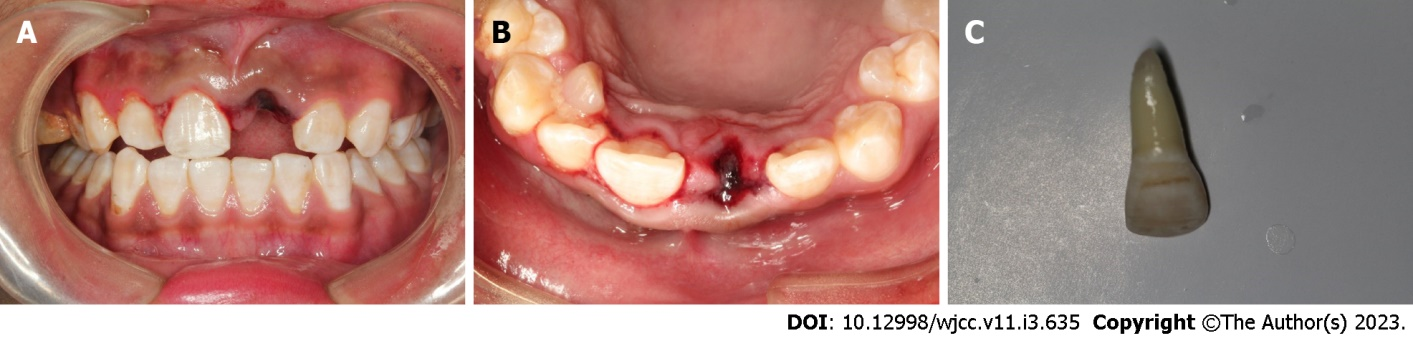 A
B
C
DOI: 10.12998/wjcc.v11.i3.635 Copyright ©The Author(s) 2023.